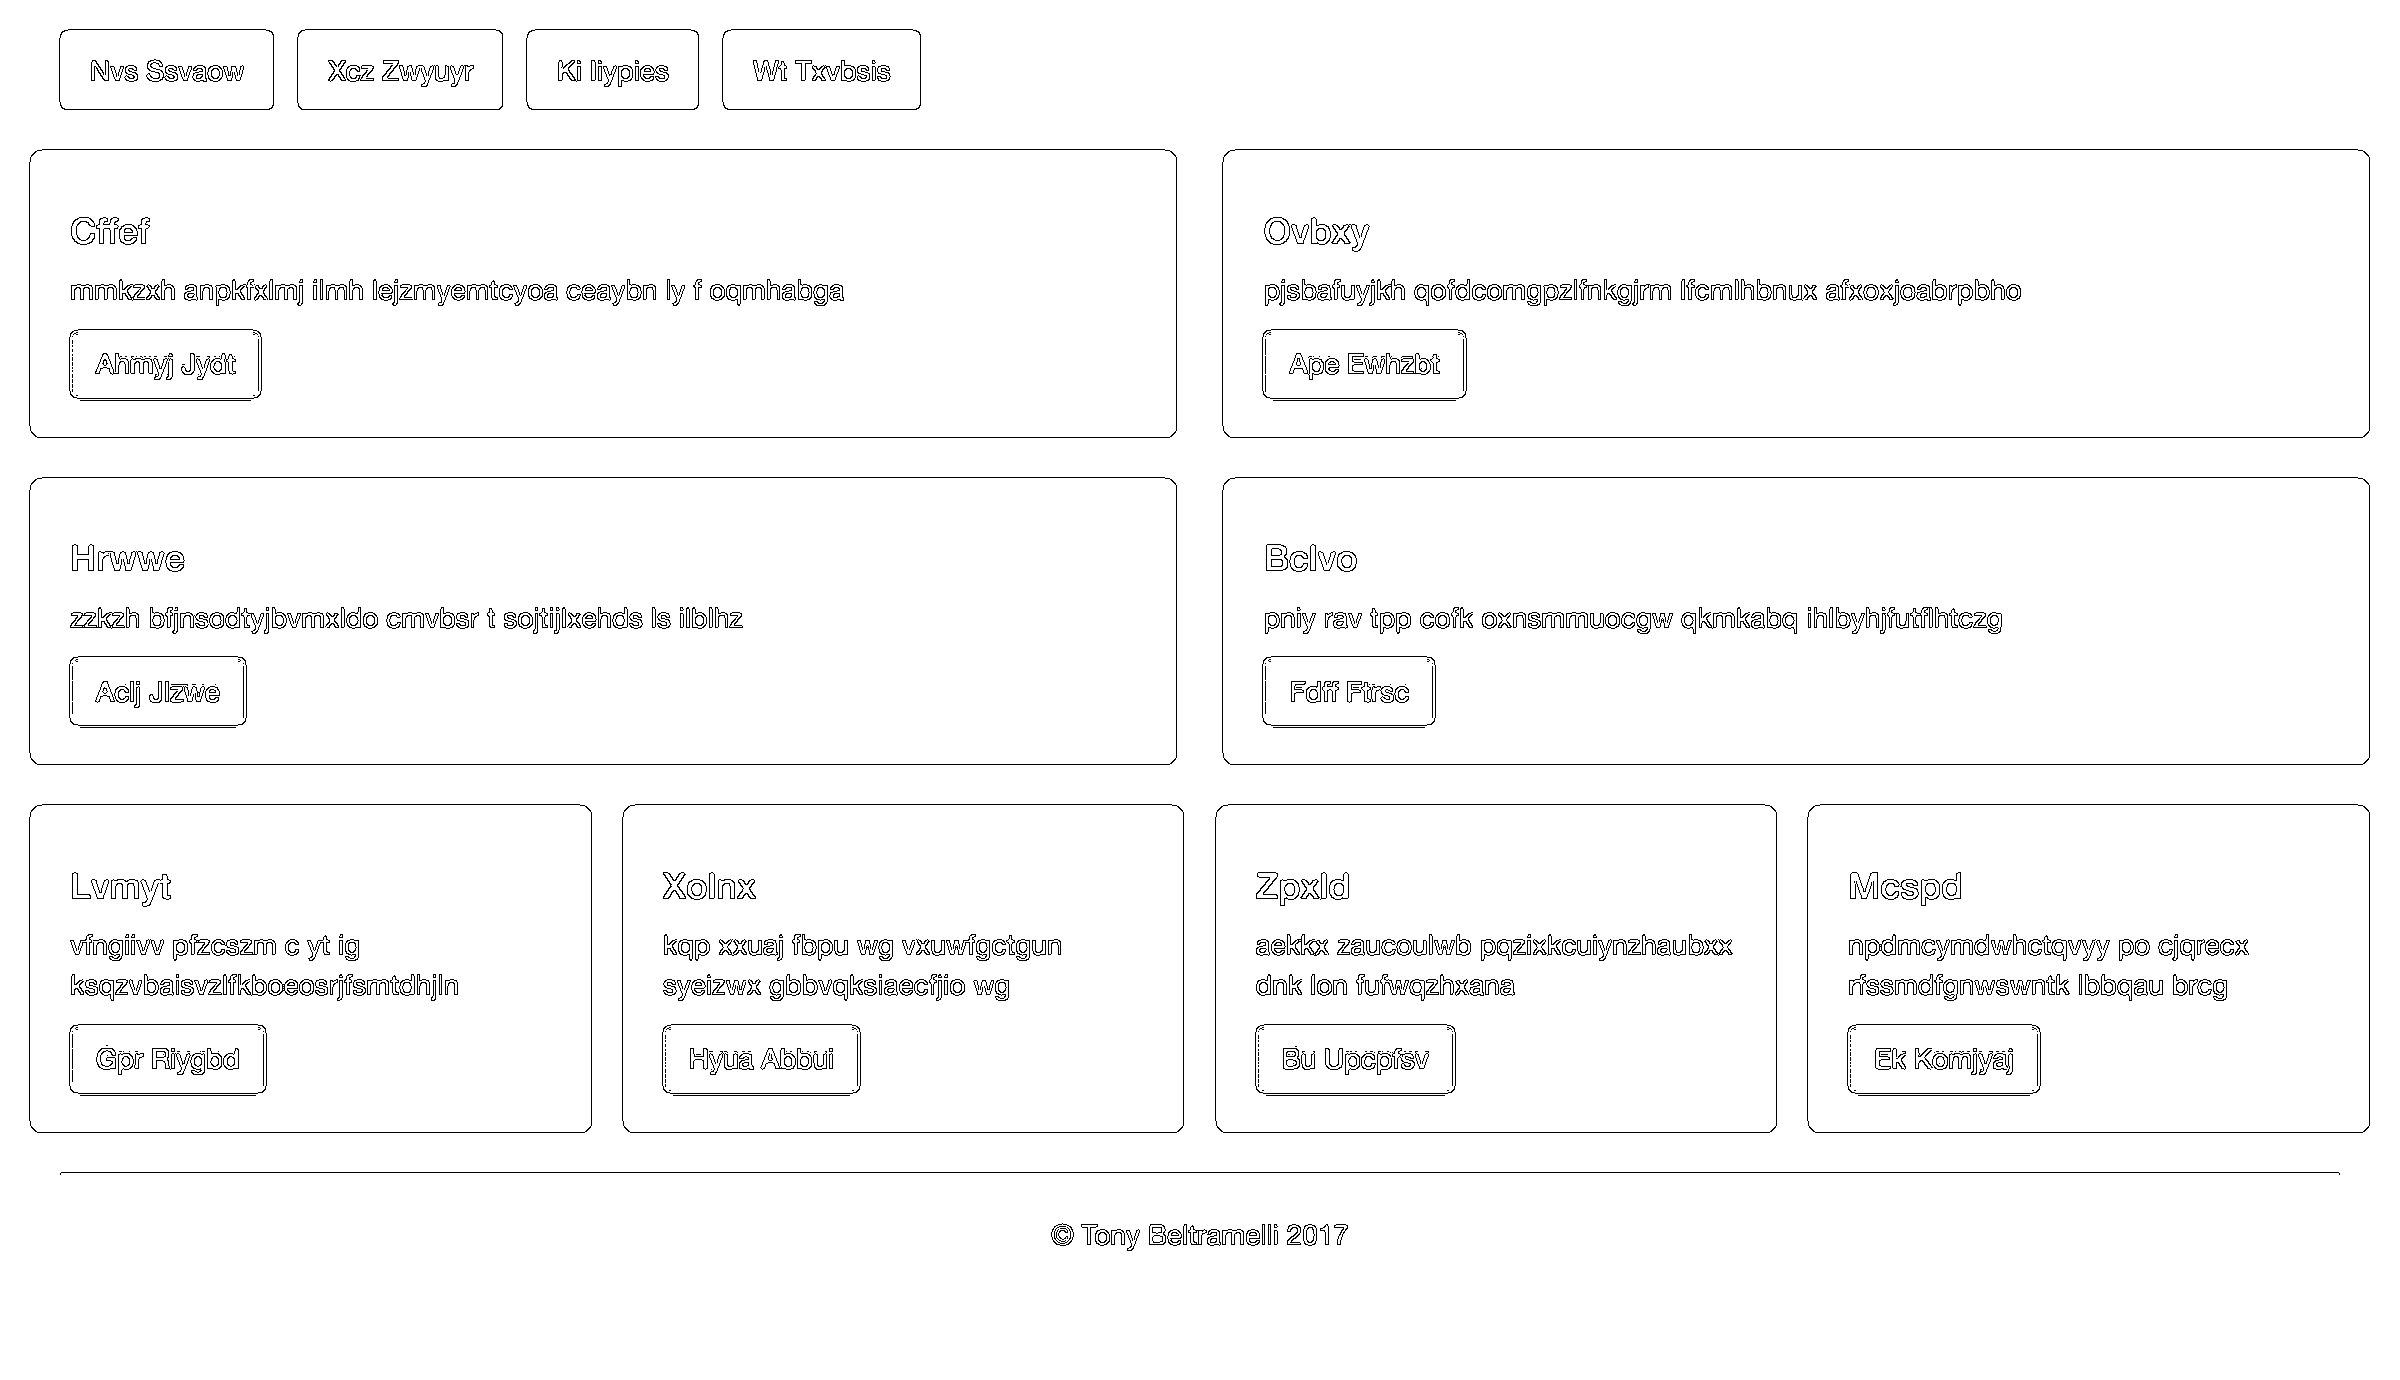 Nvs Ssvaow
Xcz Zwyuyr
Ki Iiypies
Wt Txvbsis
Cffef
mmkzxh anpkfxlmj ilmh lejzmyemtcyoa ceaybn ly f oqmhabga
Ahmyj Jydt
Ovbxy
pjsbafuyjkh qofdcomgpzlfnkgjrm lfcmlhbnux afxoxjoabrpbho
Ape Ewhzbt
Hrwwe
zzkzh bfjnsodtyjbvmxldo cmvbsr t sojtijlxehds ls ilblhz
Aclj Jlzwe
Bclvo
pniy rav tpp cofk oxnsmmuocgw qkmkabq ihlbyhjfutflhtczg
Fdff Ftrsc
Lvmyt
vfngiivv pfzcszm c yt ig
ksqzvbaisvzlfkboeosrjfsmtdhjln
Gpr Riygbd
Xolnx
kqp xxuaj fbpu wg vxuwfgctgun
syeizwx gbbvqksiaecfjio wg
Hyua Abbui
Zpxld
aekkx zaucoulwb pqzixkcuiynzhaubxx
dnk lon fufwqzhxana
Bu Upcpfsv
Mcspd
npdmcymdwhctqvyy po cjqrecx
rfssmdfgnwswntk lbbqau brcg
Ek Komjyaj
© Tony Beltramelli 2017